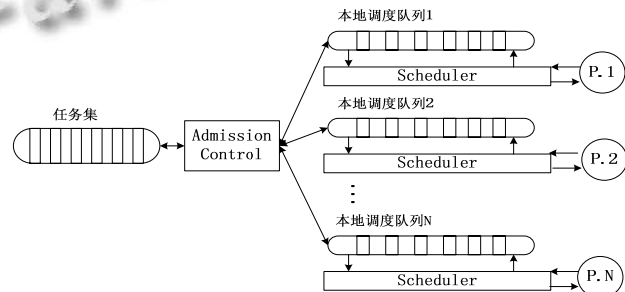 本地调度队列1
Scheduler
P.1
任务集
Admission
Control
本地调度队列2
Scheduler
P.2
本地调度队列N
Scheduler
P.N